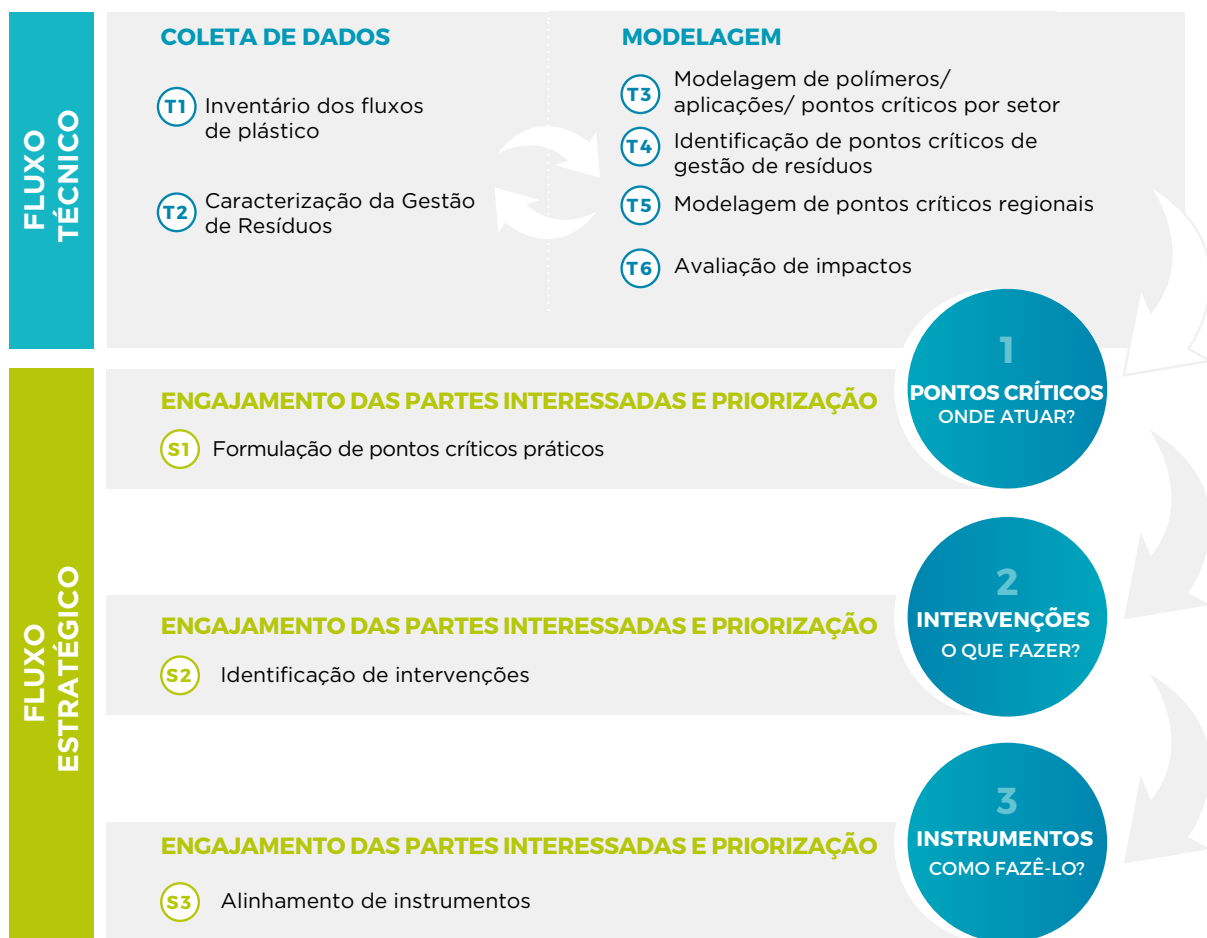 FLUXO
TÉCNICO
COLETA DE DADOS
T1
Inventário dos fluxos
de plástico
T2
Caracterização da Gestão
de Resíduos
MODELAGEM
T3
Modelagem de polímeros/
aplicações/ pontos críticos por setor
T4
Identificação de pontos críticos de
gestão de resíduos
T5
Modelagem de pontos críticos regionais
T6
Avaliação de impactos
1
PONTOS CRÍTICOS
ONDE ATUAR?
FLUXO
ESTRATÉGICO
ENGAJAMENTO DAS PARTES INTERESSADAS E PRIORIZAÇÃO
S1
Formulação de pontos críticos práticos
2
INTERVENÇÕES
O QUE FAZER?
ENGAJAMENTO DAS PARTES INTERESSADAS E PRIORIZAÇÃO
S2
Identificação de intervenções
3
INSTRUMENTOS
COMO FAZÊ-LO?
ENGAJAMENTO DAS PARTES INTERESSADAS E PRIORIZAÇÃO
S3
Alinhamento de instrumentos